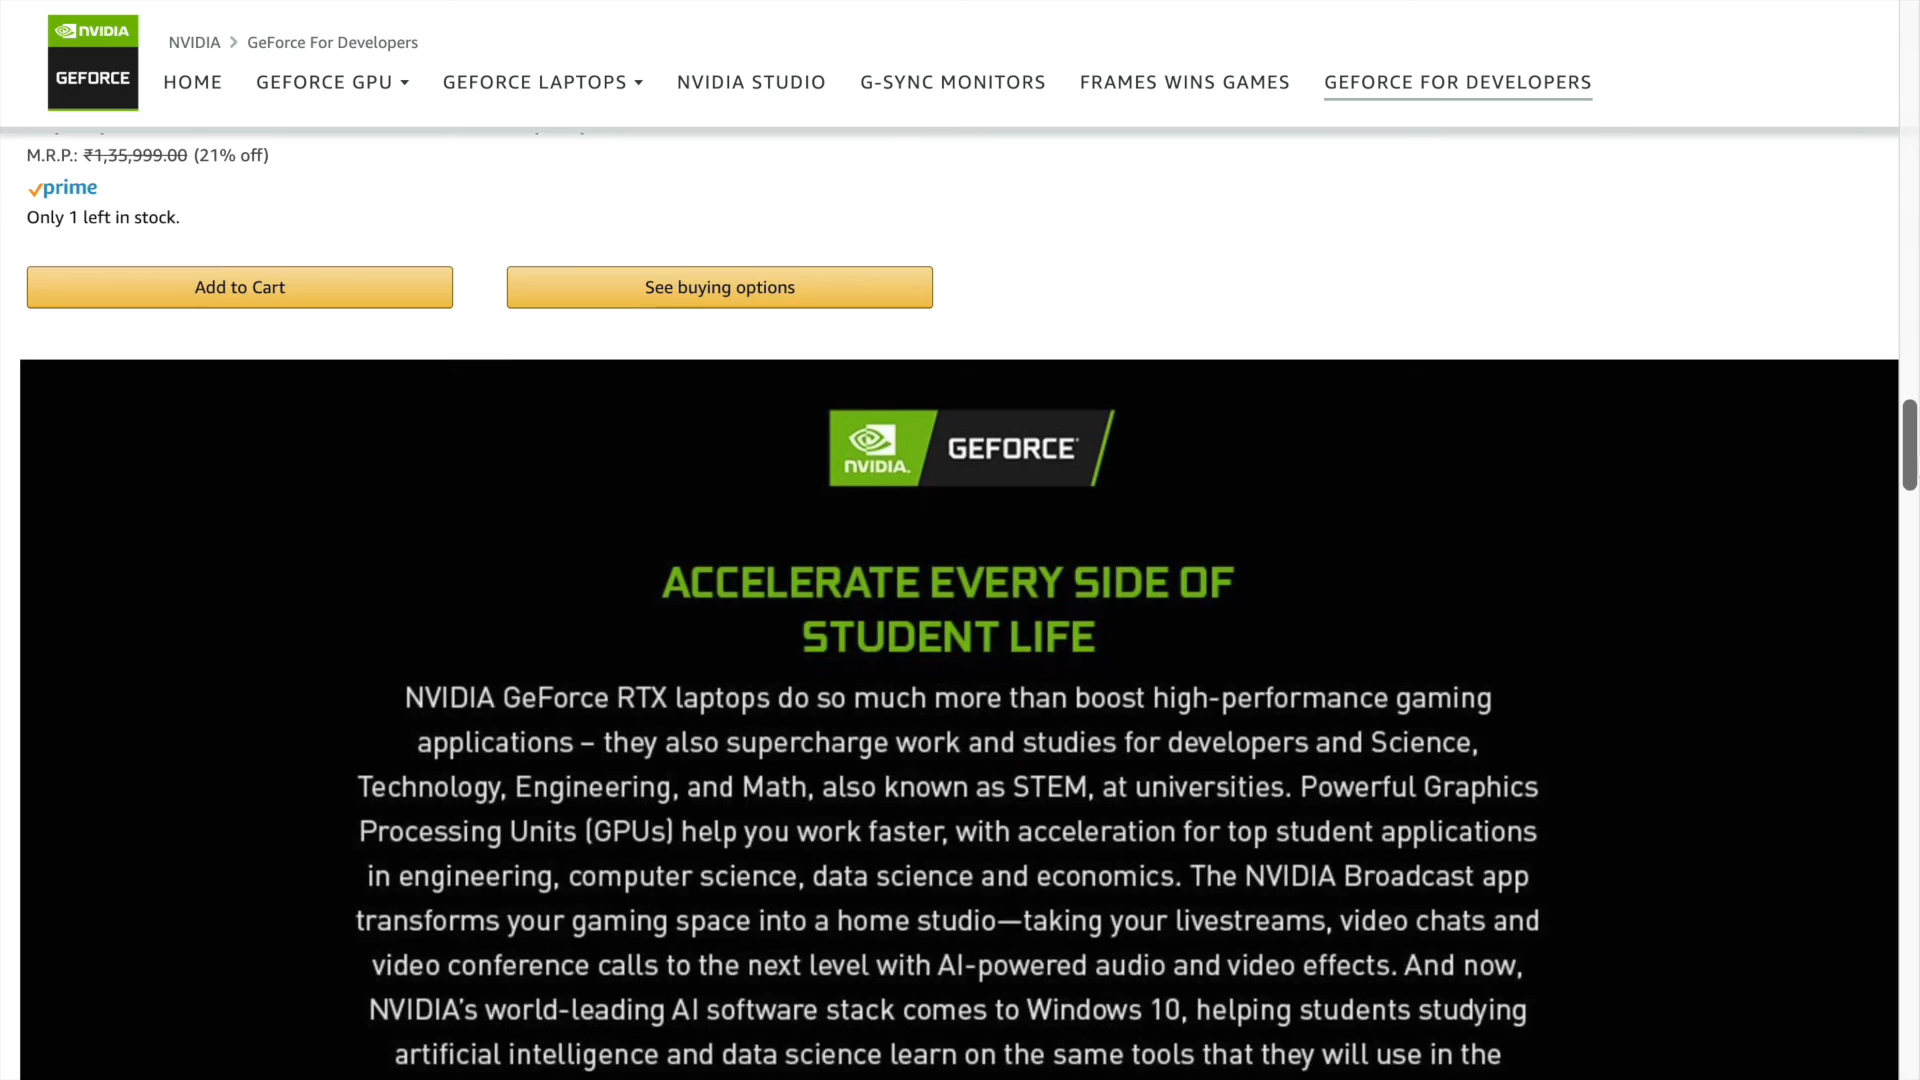 NVIDIA
GEFORCE
NVIDIA > GeForce For Developers
HOME GEFORCE GPU GEFORCE LAPTOPS NVIDIA STUDIO G-SYNC MONITORS FRAMES WINS GAMES GEFORCE FOR DEVELOPERS
M.R.P.: ₹1,35,999.00 (21% off)
prime
Only 1 left in stock.
Add to Cart See buying options
NVIDIA. GEFORCE
ACCELERATE EVERY SIDE OF
STUDENT LIFE
NVIDIA GeForce RTX laptops do so much more than boost high-performance gaming
applications – they also supercharge work and studies for developers and Science,
Technology, Engineering, and Math, also known as STEM, at universities. Powerful Graphics
Processing Units (GPUs) help you work faster, with acceleration for top student applications
in engineering, computer science, data science and economics. The NVIDIA Broadcast app
transforms your gaming space into a home studio—taking your livestreams, video chats and
video conference calls to the next level with AI-powered audio and video effects. And now,
NVIDIA's world-leading AI software stack comes to Windows 10, helping students studying
artificial intelligence and data science learn on the same tools that they will use in the